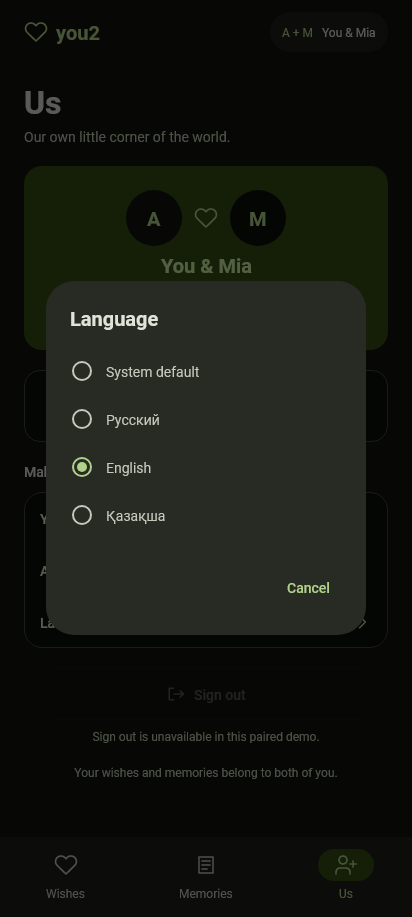 you2
A + M You & Mia
Us
Our own little corner of the world.
A
M
You & Mia
Language
System default
Русский
English
Қазақша
Cancel
Sign out
Sign out is unavailable in this paired demo.
Your wishes and memories belong to both of you.
Wishes
Memories
Us